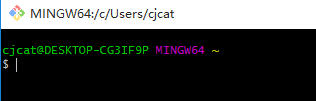 MINGW64:/c/Users/cjcat
cjcat@DESKTOP-CG3IF9P MINGW64 ~
$